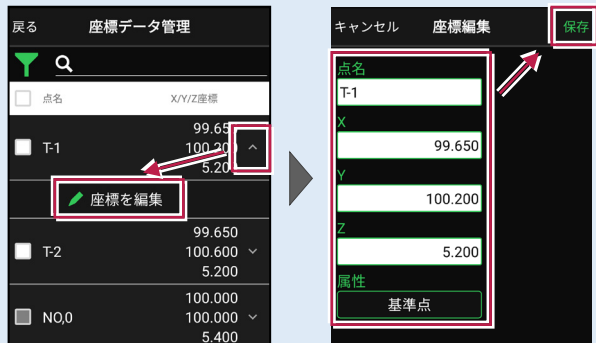 戻る 座標データ管理
点名 X/Y/Z座標
99.650
T-1 100.200
5.200
座標を編集
99.650
T-2 100.600
5.200
100.000
NO,0 100.000
5.400
キャンセル 座標編集 保存
点名
T-1
X
99.650
Y
100.200
Z
5.200
属性
基準点